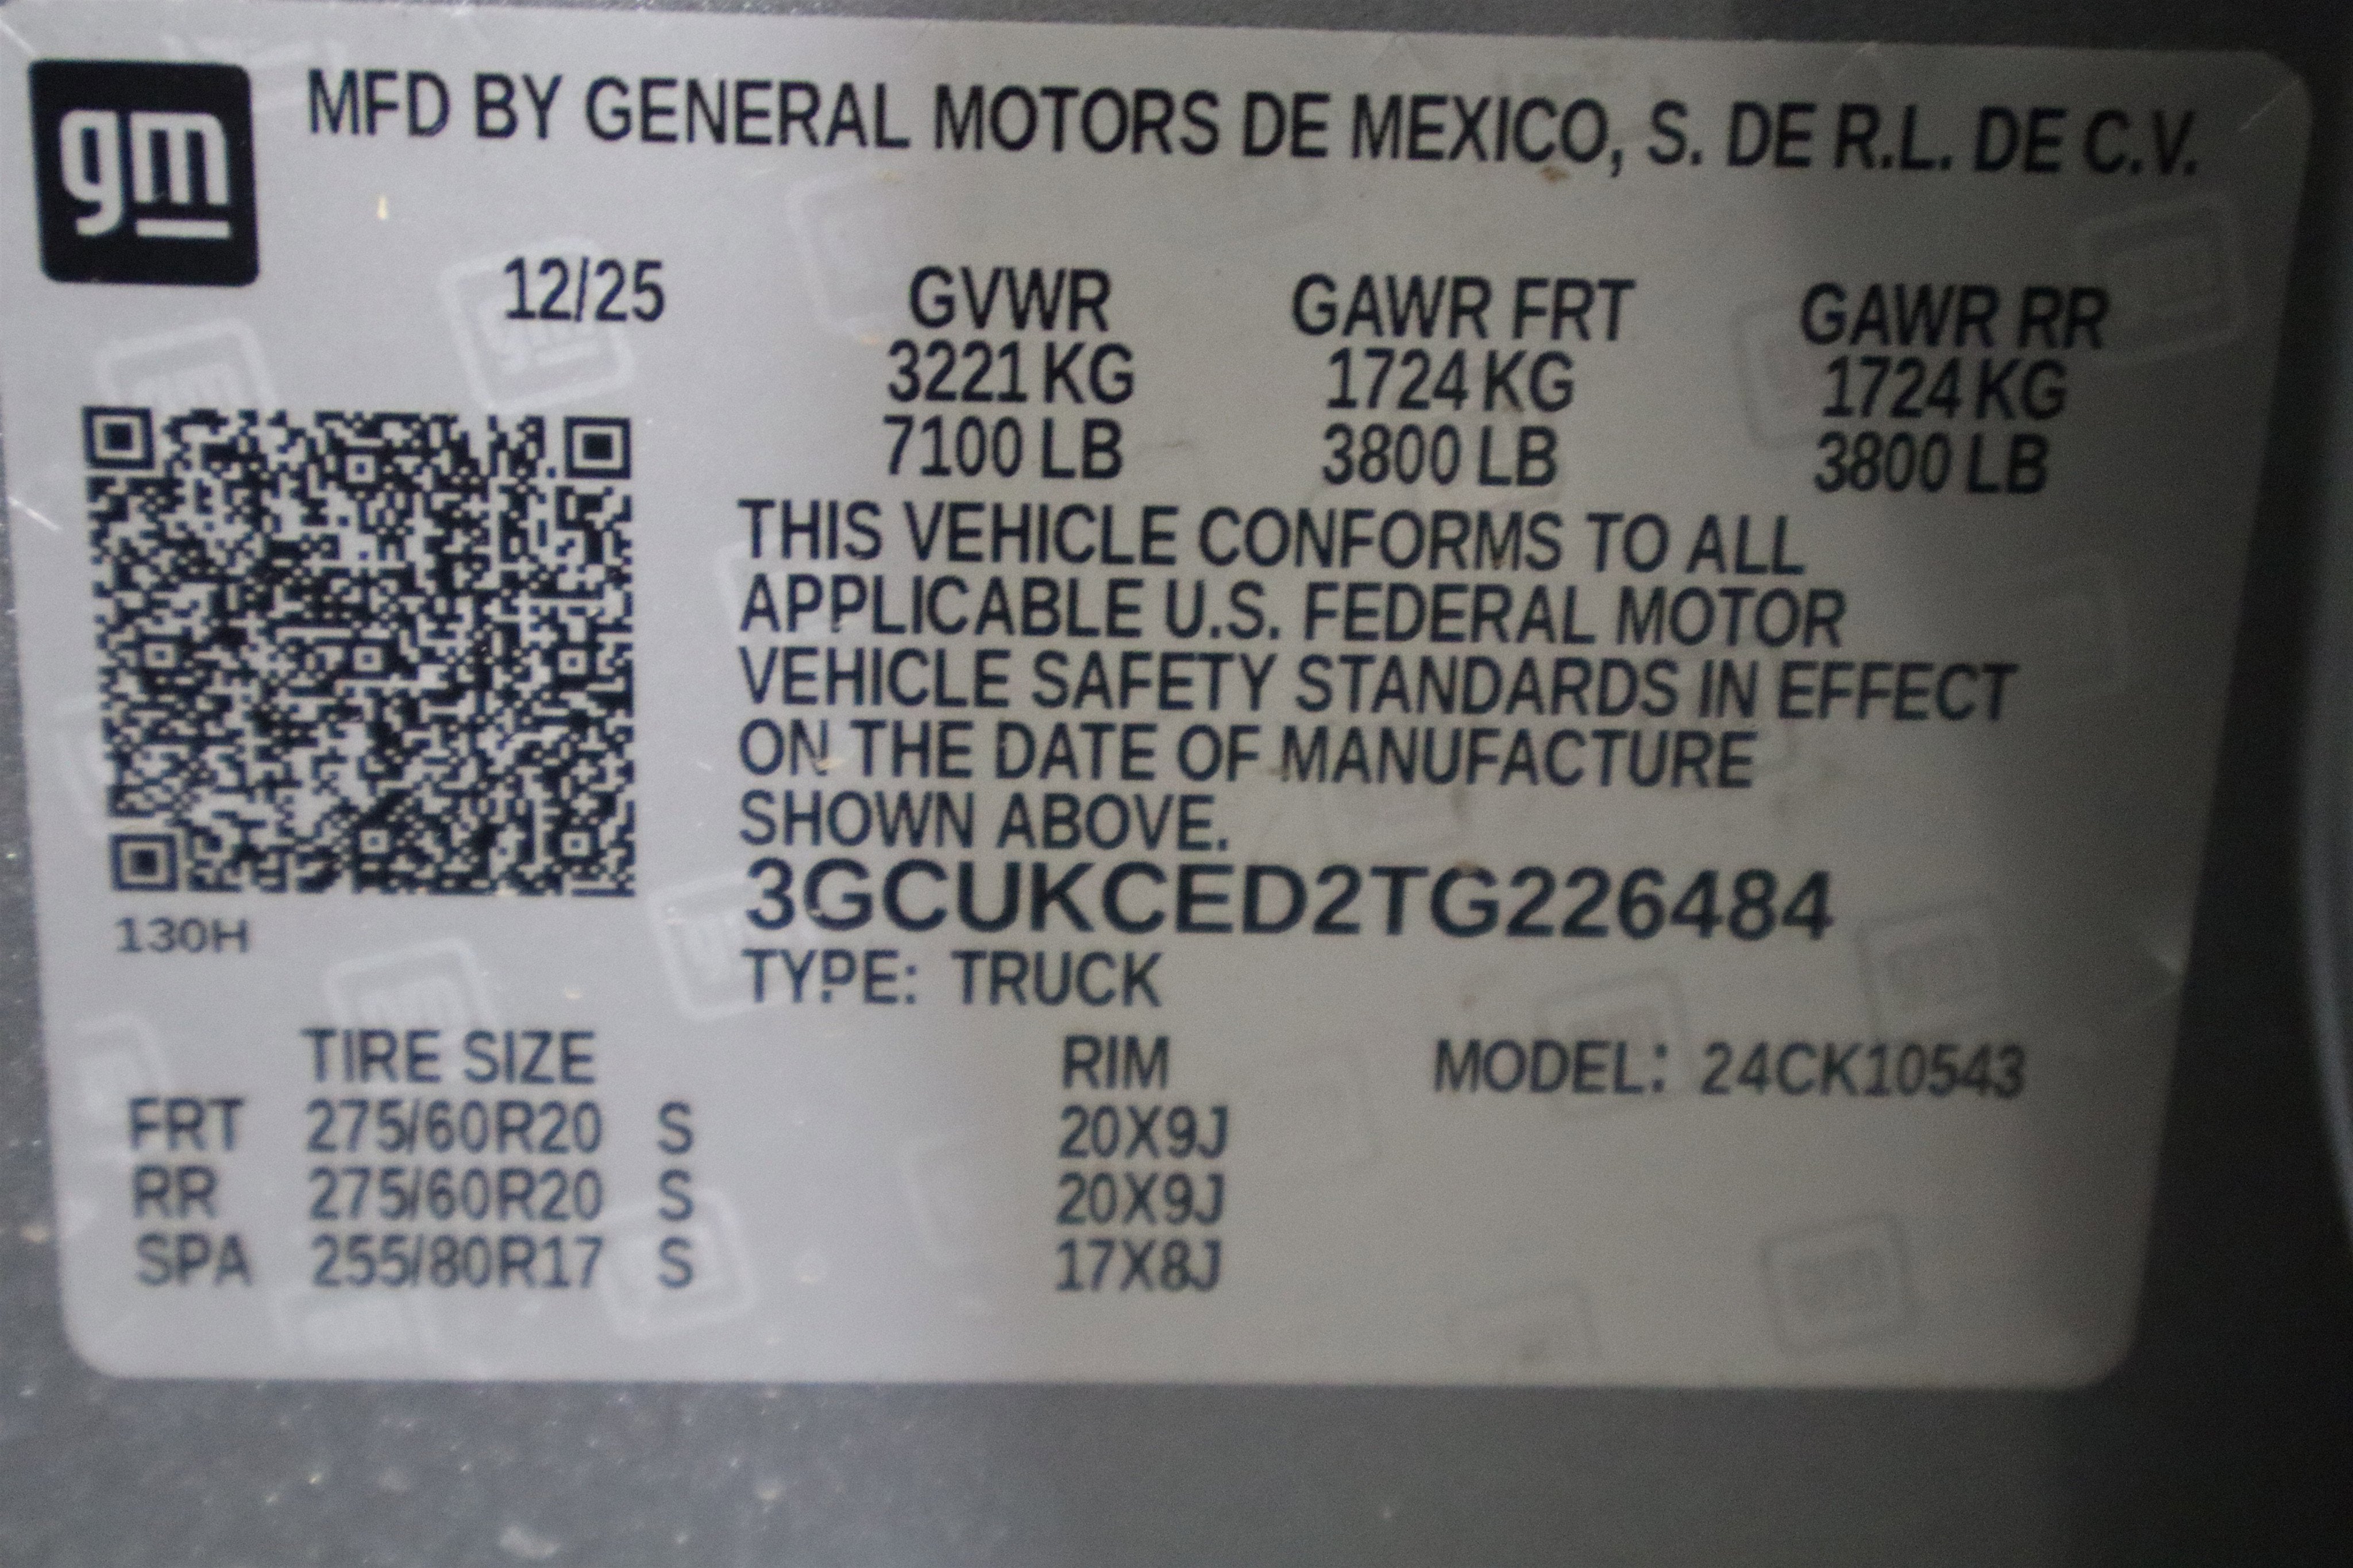 gm
MFD BY GENERAL MOTORS DE MEXICO, S. DE R.L. DE C.V.
12/25 GVWR GAWR FRT GAWR RR
3221 KG 1724 KG 1724 KG
7100 LB 3800 LB 3800 LB
THIS VEHICLE CONFORMS TO ALL
APPLICABLE U.S. FEDERAL MOTOR
VEHICLE SAFETY STANDARDS IN EFFECT
ON THE DATE OF MANUFACTURE
SHOWN ABOVE.
3GCUKCED2TG226484
130H
TYPE: TRUCK
TIRE SIZE RIM MODEL: 24CK10543
FRT 275/60R20 S 20X9J
RR 275/60R20 S 20X9J
SPA 255/80R17 S 17X8J